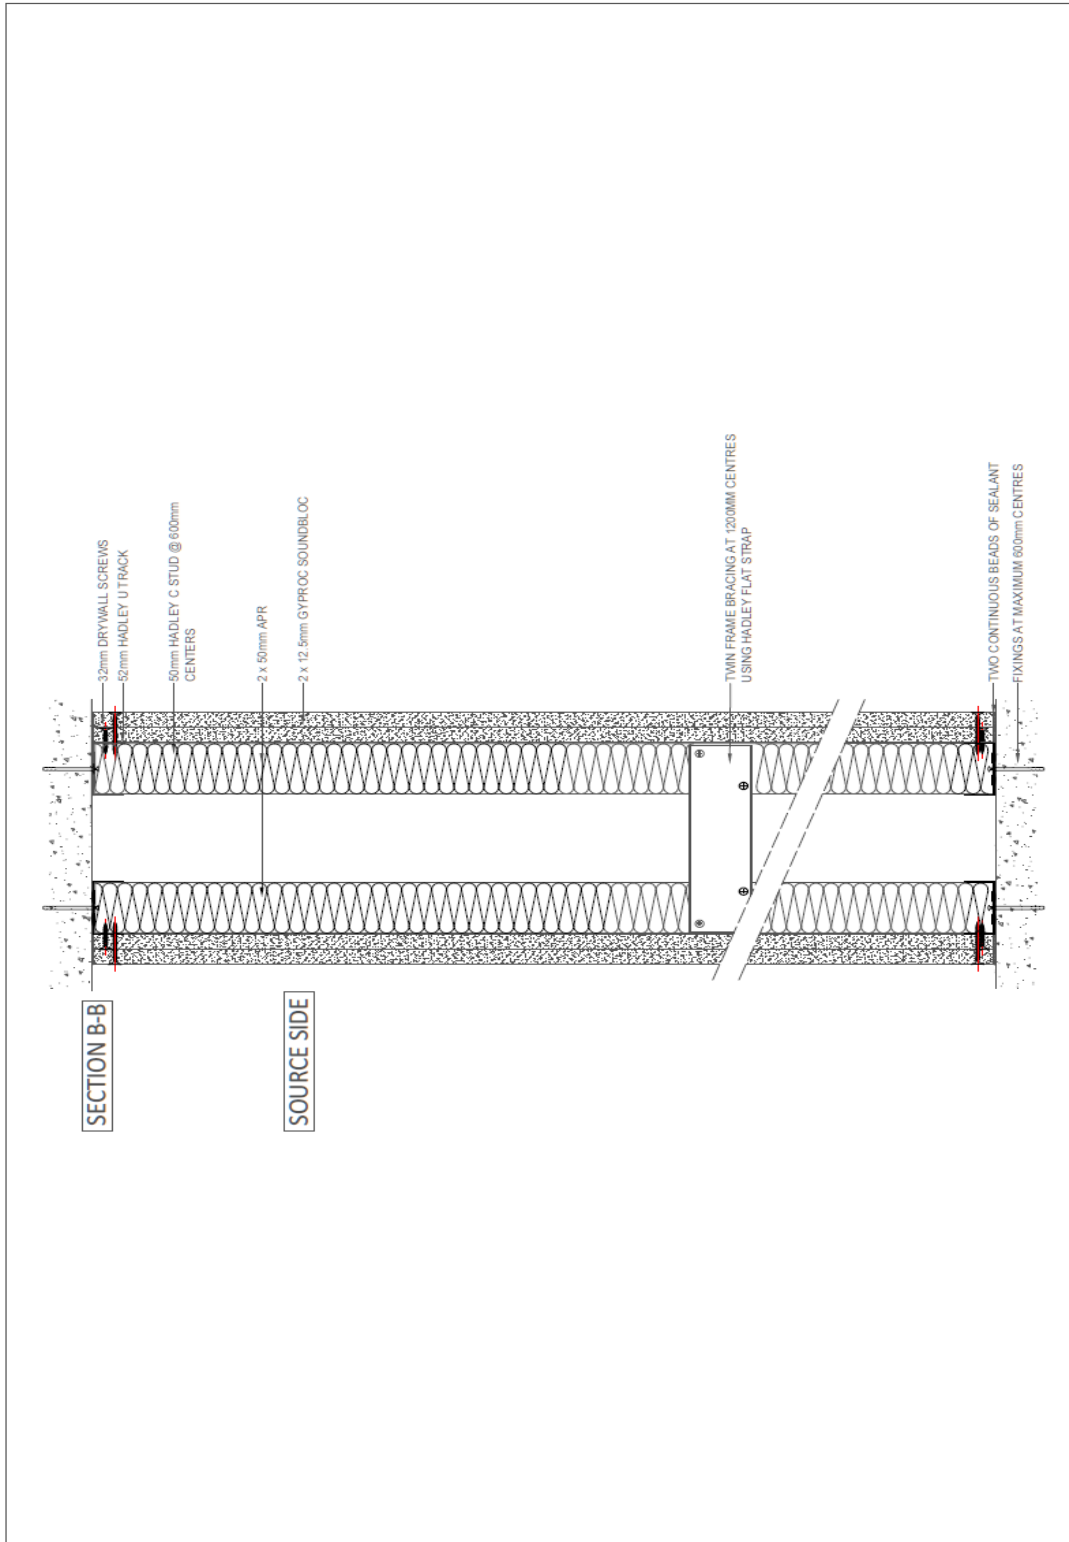 SECTION B-B
SOURCE SIDE
32mm DRYWALL SCREWS
52mm HADLEY U TRACK
50mm HADLEY C STUD @ 600mm
CENTERS
2 x 50mm APR
2 x 12.5mm GYPROC SOUNDBLOC
TWIN FRAME BRACING AT 1200MM CENTRES
USING HADLEY FLAT STRAP
TWO CONTINUOUS BEADS OF SEALANT
FIXINGS AT MAXIMUM 600mm CENTRES